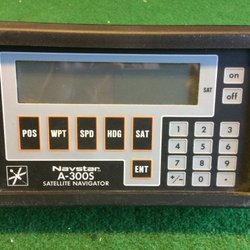 SAT
on
off
POS WPT SPD HDG SAT
1 2 3
4 5 6
7 8 9
+/- 0 .
ENT
Navstar
A-300S
SATELLITE NAVIGATOR